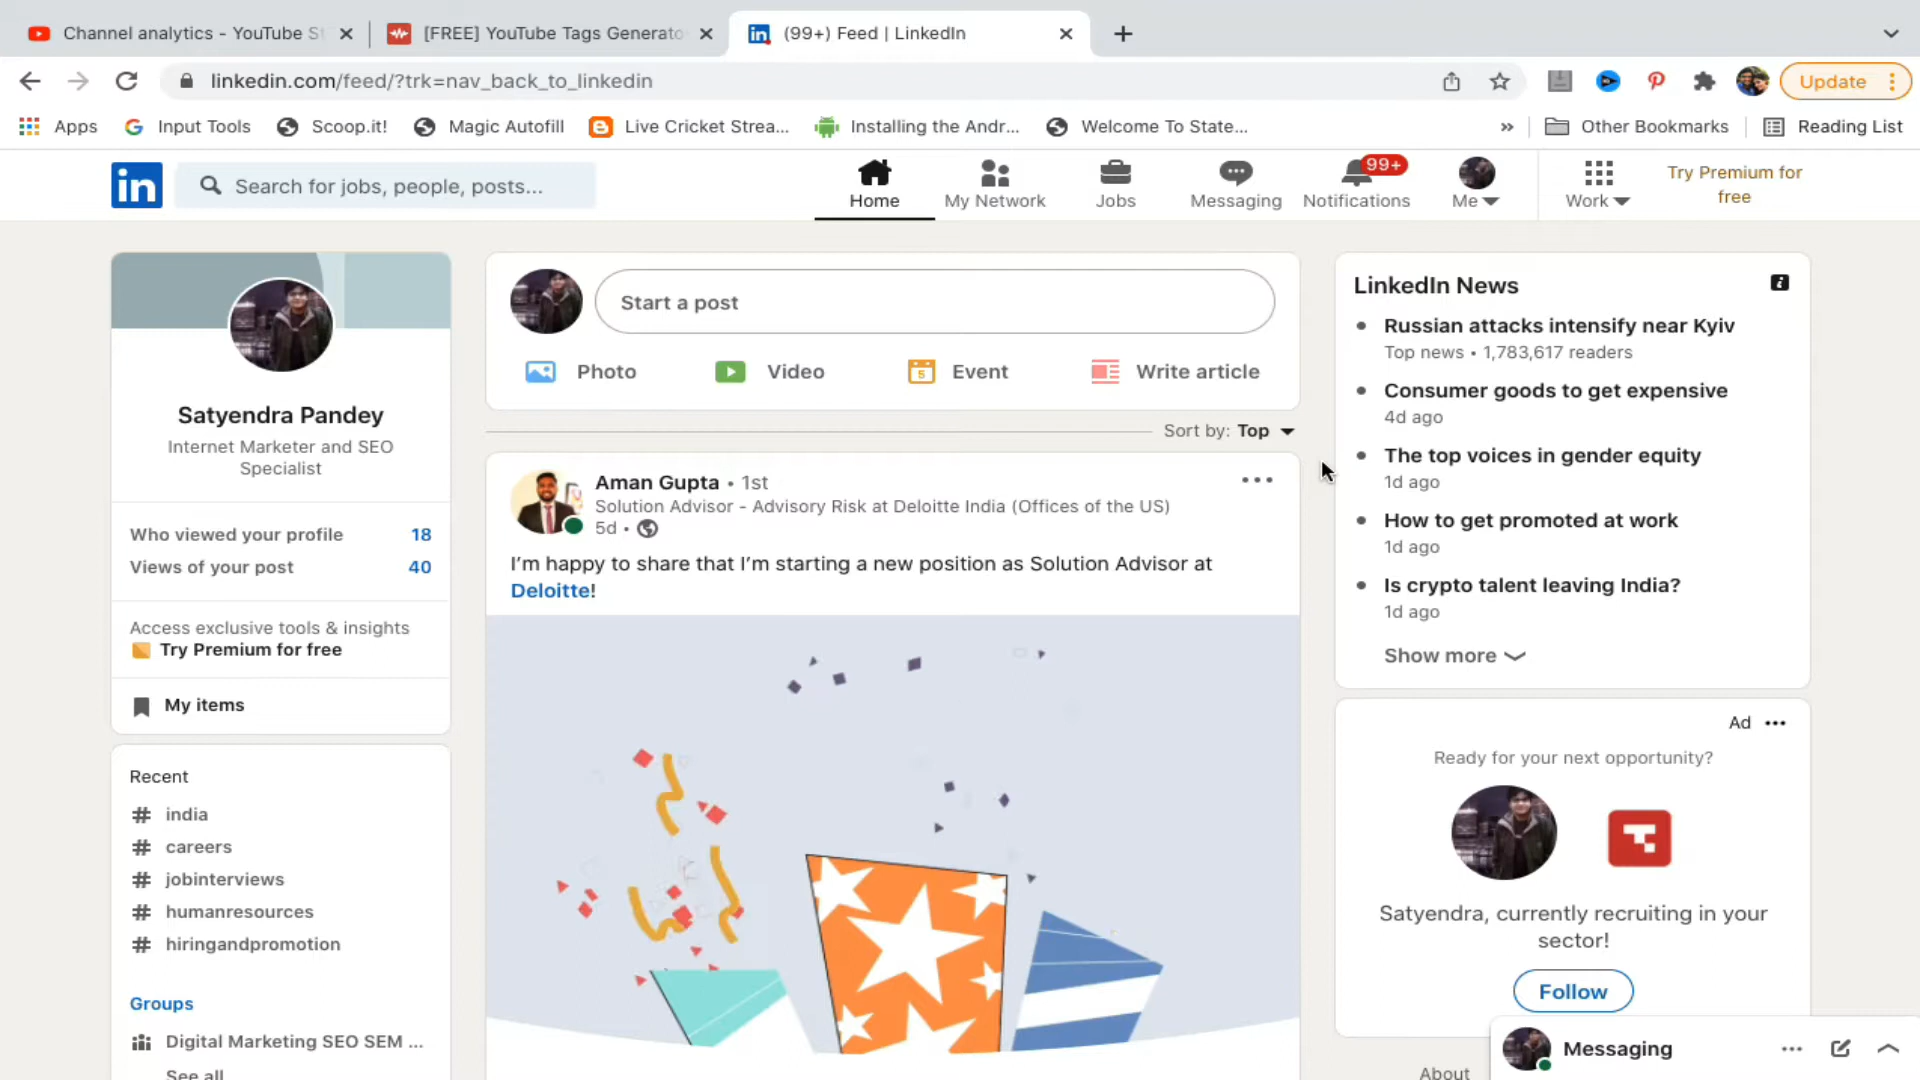 Channel analytics - YouTube S
[FREE] YouTube Tags Generato
(99+) Feed | LinkedIn
linkedin.com/feed/?trk=nav_back_to_linkedin
Update
Apps
Input Tools
Scoop.it!
Magic Autofill
Live Cricket Strea...
Installing the Andr...
Welcome To State...
»
Other Bookmarks
Reading List
in
Search for jobs, people, posts...
Home
My Network
Jobs
Messaging
99+
Notifications
Me
Work
Try Premium for
free
Satyendra Pandey
Internet Marketer and SEO
Specialist
Who viewed your profile 18
Views of your post 40
Access exclusive tools & insights
Try Premium for free
My items
Recent
# india
# careers
# jobinterviews
# humanresources
# hiringandpromotion
Groups
Digital Marketing SEO SEM ...
See all
Start a post
Photo
Video
5
Event
Write article
Sort by: Top
Aman Gupta • 1st
Solution Advisor - Advisory Risk at Deloitte India (Offices of the US)
5d •
I'm happy to share that I'm starting a new position as Solution Advisor at
Deloitte!
LinkedIn News
• Russian attacks intensify near Kyiv
Top news • 1,783,617 readers
• Consumer goods to get expensive
4d ago
• The top voices in gender equity
1d ago
• How to get promoted at work
1d ago
• Is crypto talent leaving India?
1d ago
Show more
Ad
Ready for your next opportunity?
Satyendra, currently recruiting in your
sector!
Follow
Messaging
About